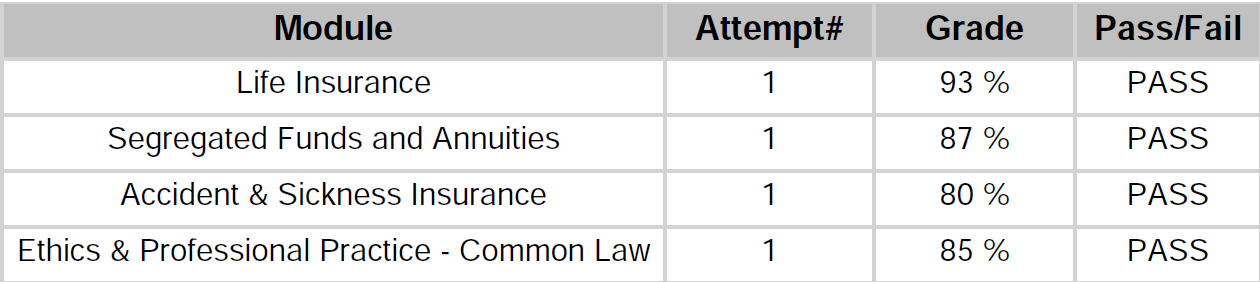 Module Attempt# Grade Pass/Fail
Life Insurance 1 93 % PASS
Segregated Funds and Annuities 1 87 % PASS
Accident & Sickness Insurance 1 80 % PASS
Ethics & Professional Practice - Common Law 1 85 % PASS